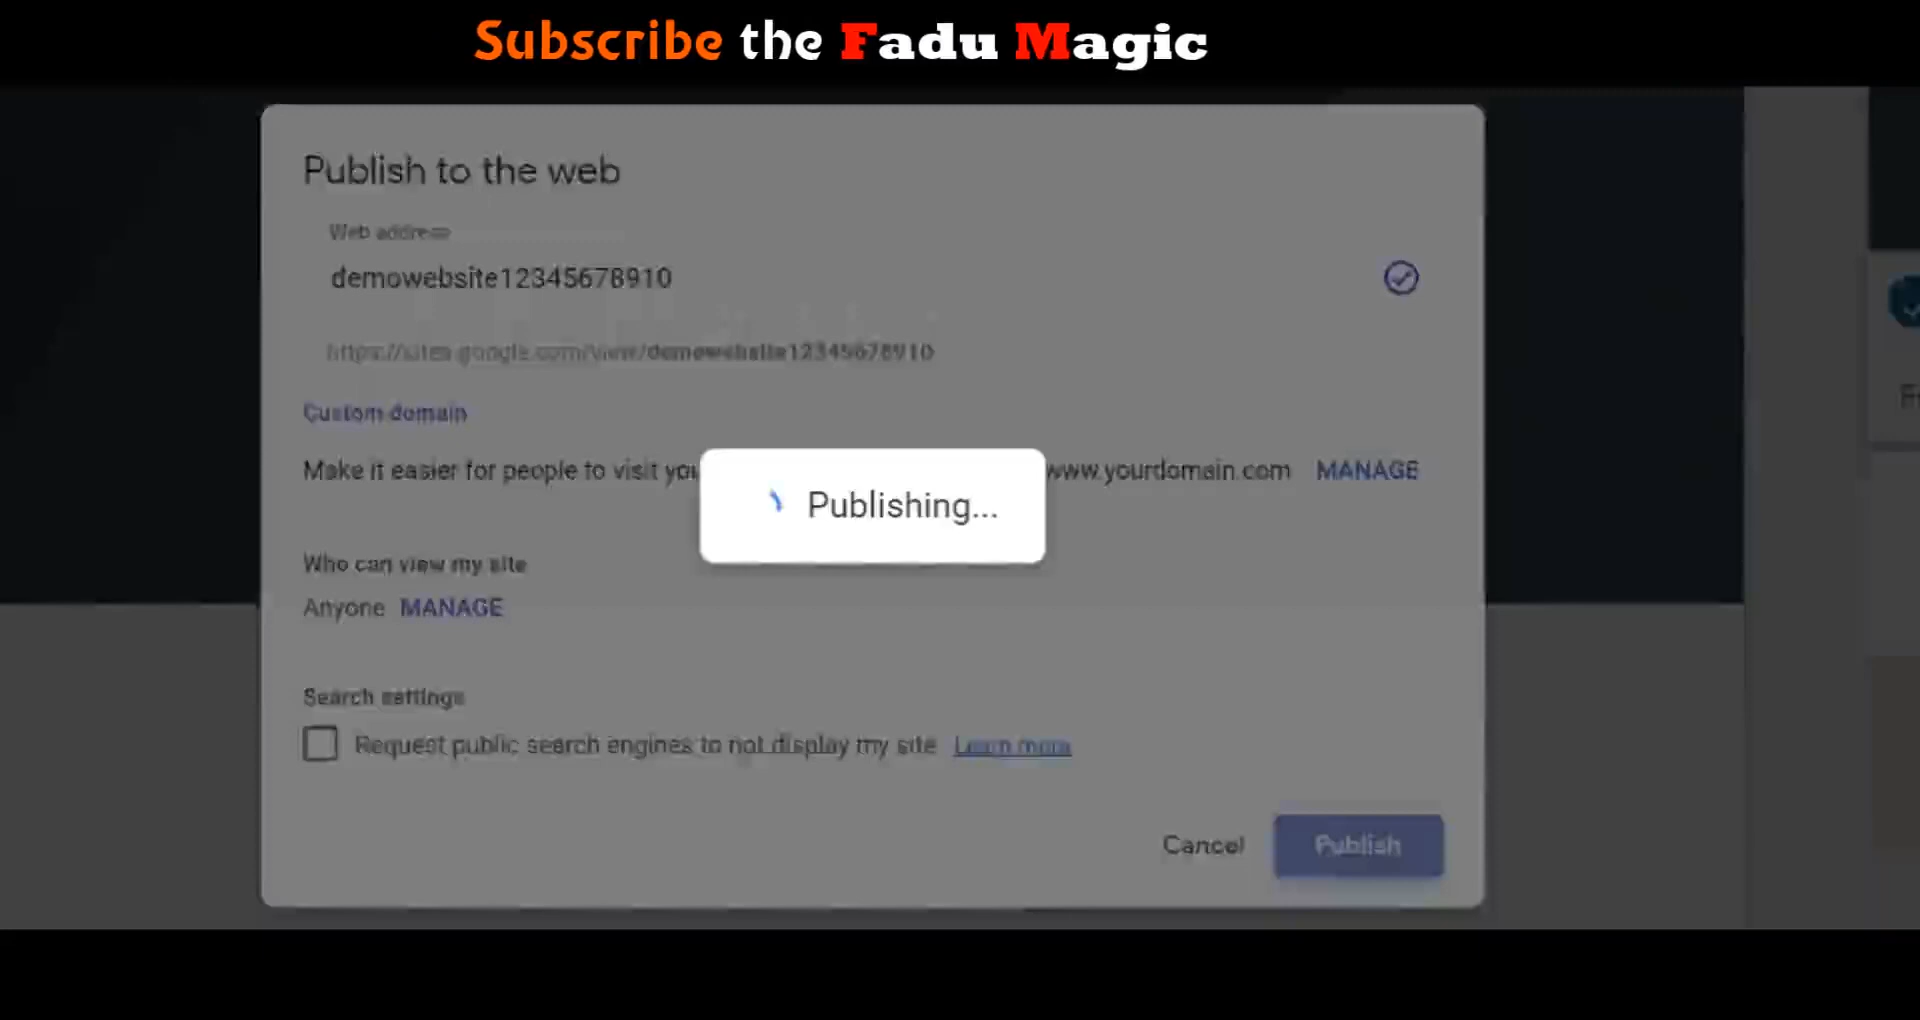 Subscribe the Fadu Magic
Publish to the web
Web address
demowebsite12345678910
https://sites.google.com/view/demowebsite12345678910
Custom domain
Make it easier for people to visit you www.yourdomain.com MANAGE
Publishing...
Who can view my site
Anyone MANAGE
Search settings
Request public search engines to not display my site Learn more
Cancel Publish